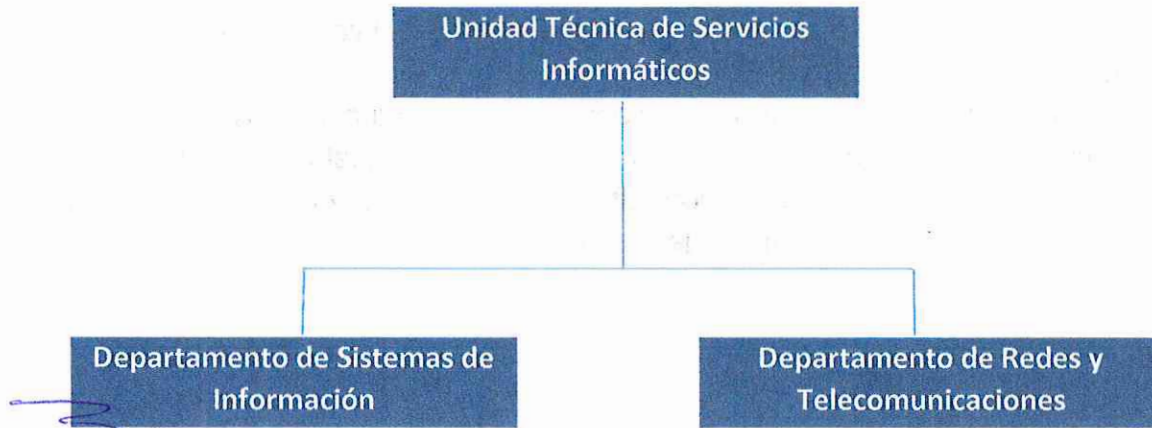 Unidad Técnica de Servicios
Informáticos
Departamento de Sistemas de
Información
Departamento de Redes y
Telecomunicaciones